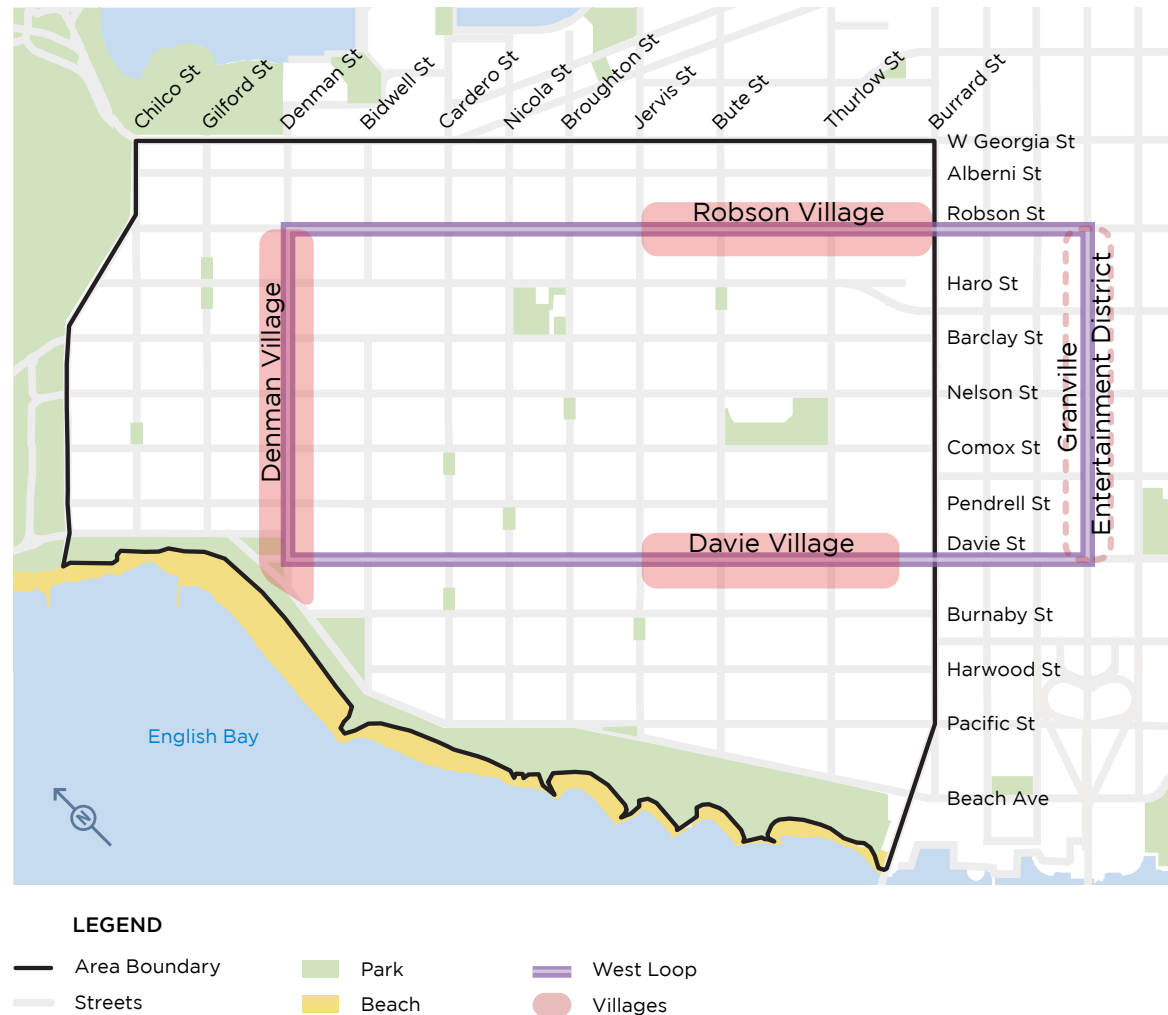 Chilco St
Gilford St
Denman St
Bidwell St
Cardero St
Nicola St
Broughton St
Jervis St
Bute St
Thurlow St
Burrard St
W Georgia St
Alberni St
Robson St
Robson Village
Haro St
Barclay St
Nelson St
Comox St
Pendrell St
Davie St
Denman Village
Granville
Entertainment District
Davie Village
Burnaby St
Harwood St
Pacific St
Beach Ave
English Bay
N
LEGEND
Area Boundary
Streets
Park
Beach
West Loop
Villages